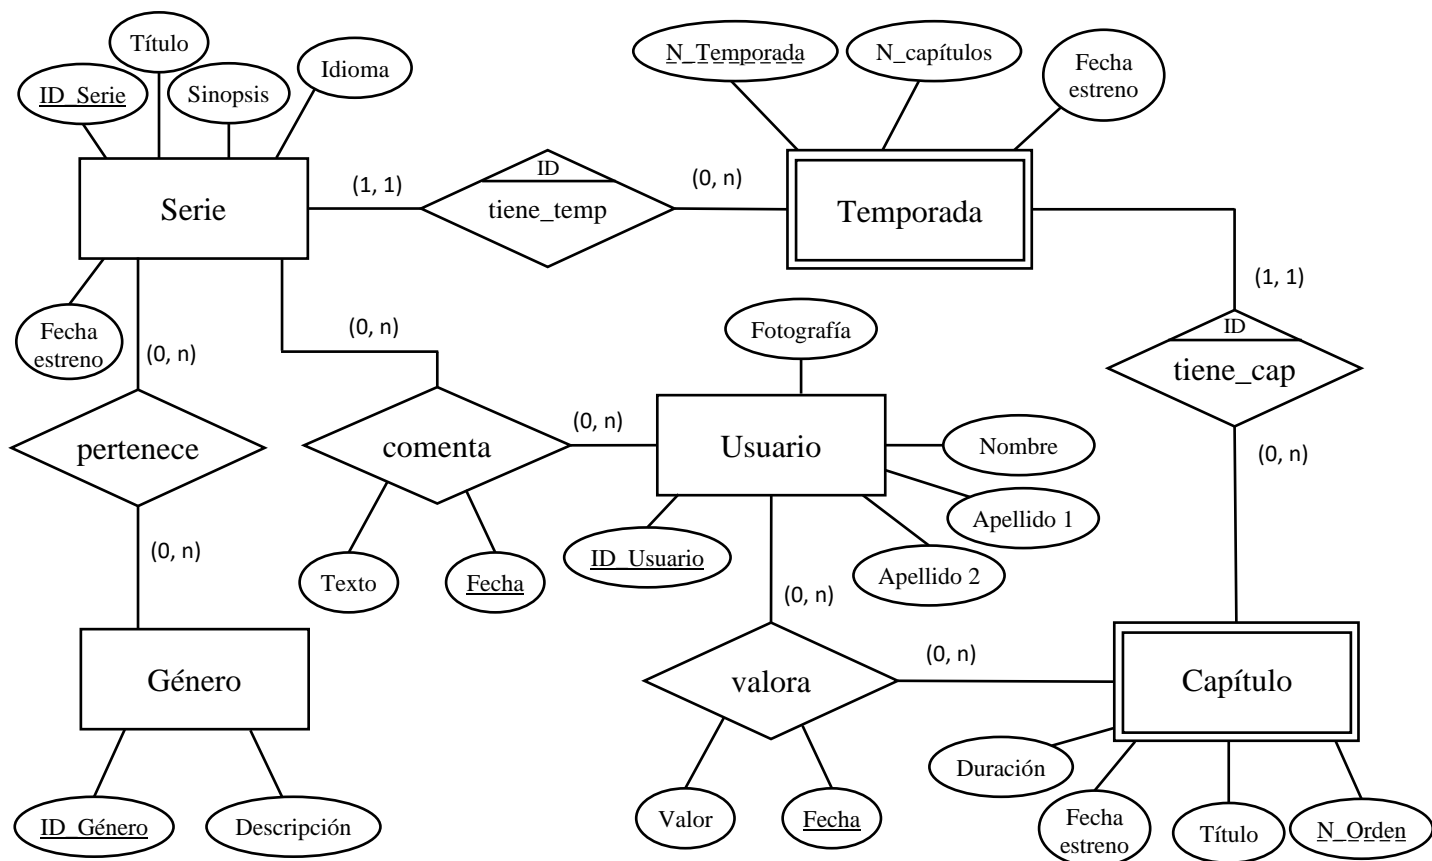 Título
N_Temporada
N_capítulos
Fecha
estreno
ID_Serie
Sinopsis
Idioma
Serie
(1, 1)
ID
tiene_temp
(0, n)
Temporada
Fecha
estreno
(0, n)
(0, n)
Fotografía
(1, 1)
ID
tiene_cap
pertenece
comenta
(0, n)
Usuario
Nombre
(0, n)
Apellido 1
(0, n)
Texto
Fecha
ID_Usuario
Apellido 2
(0, n)
Género
valora
(0, n)
Capítulo
Duración
ID_Género
Descripción
Valor
Fecha
Fecha
estreno
Título
N_Orden